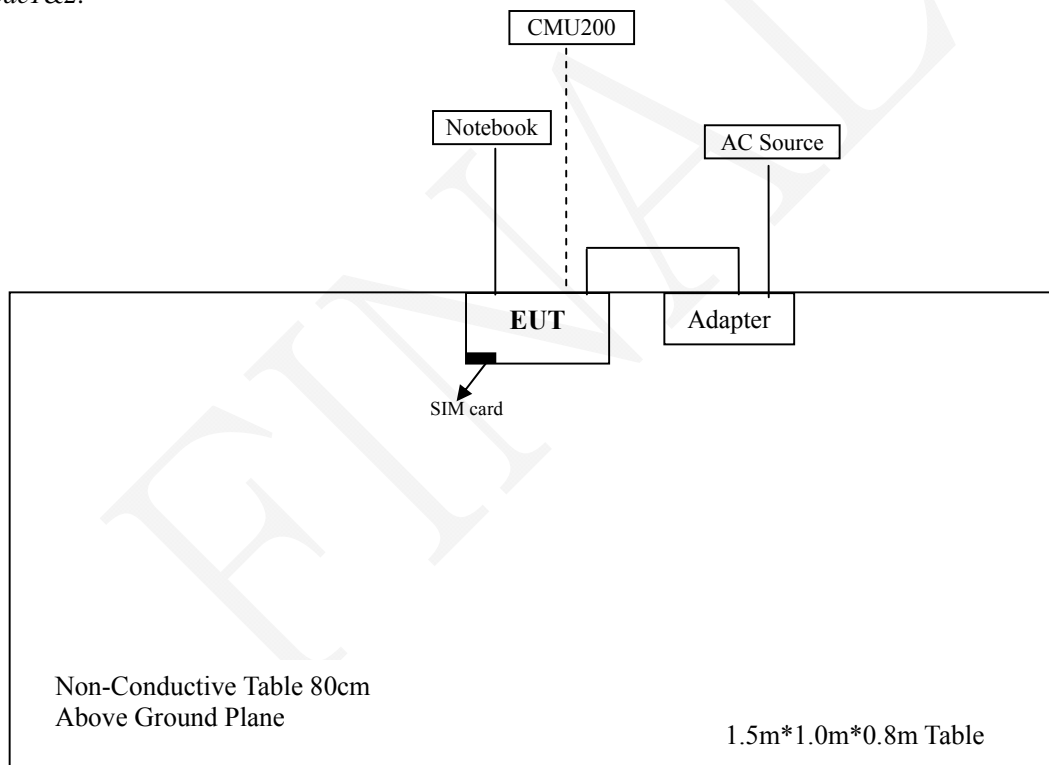 CMU200
Notebook
AC Source
EUT
Adapter
SIM card
Non-Conductive Table 80cm
Above Ground Plane
1.5m*1.0m*0.8m Table
FINAL